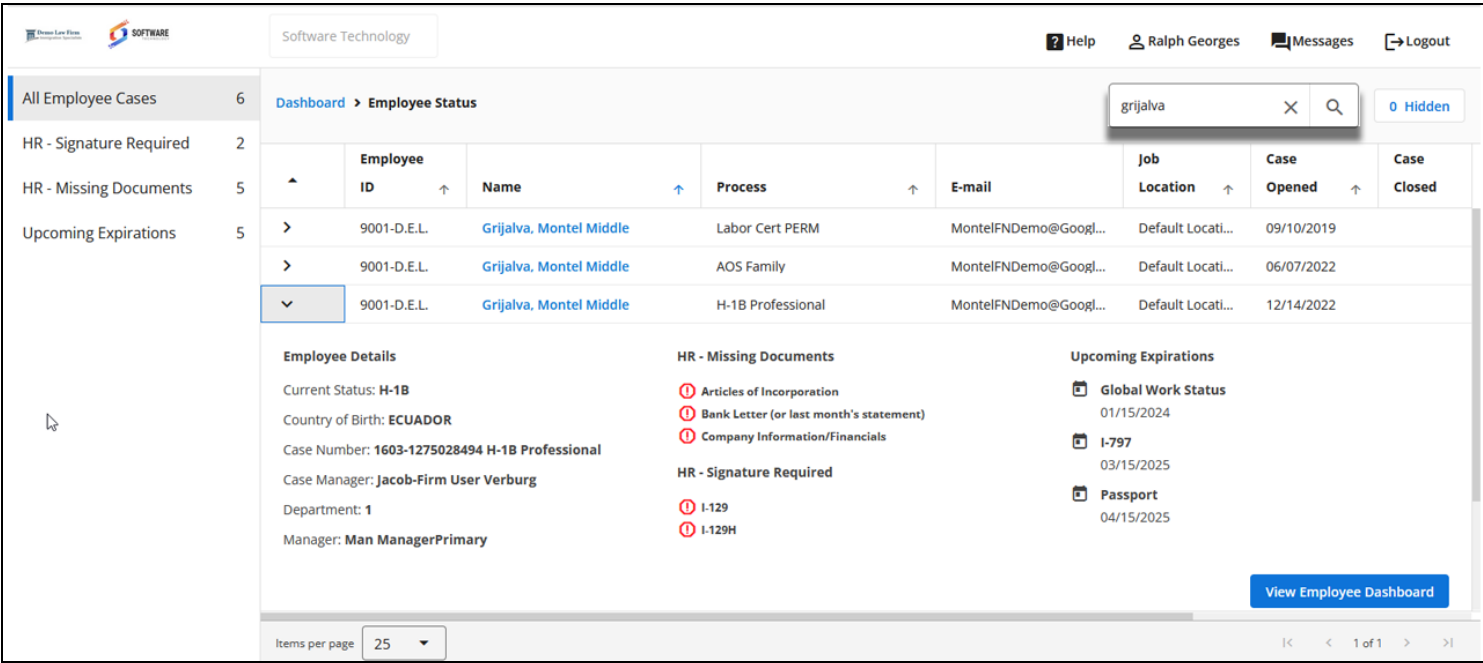 Demo Law Firm
SOFTWARE
Software Technology
Help
Ralph Georges
Messages
Logout
All Employee Cases 6
HR - Signature Required 2
HR - Missing Documents 5
Upcoming Expirations 5
Dashboard > Employee Status
grijalva
0 Hidden
Employee ID Name Process E-mail Job Location Case Opened Case Closed
9001-D.E.L. Grijalva, Montel Middle Labor Cert PERM MontelFNDemo@Googl... Default Locati... 09/10/2019
9001-D.E.L. Grijalva, Montel Middle AOS Family MontelFNDemo@Googl... Default Locati... 06/07/2022
9001-D.E.L. Grijalva, Montel Middle H-1B Professional MontelFNDemo@Googl... Default Locati... 12/14/2022
Employee Details
Current Status: H-1B
Country of Birth: ECUADOR
Case Number: 1603-1275028494 H-1B Professional
Case Manager: Jacob-Firm User Verburg
Department: 1
Manager: Man ManagerPrimary
HR - Missing Documents
Articles of Incorporation
Bank Letter (or last month's statement)
Company Information/Financials
HR - Signature Required
I-129
I-129H
Upcoming Expirations
Global Work Status
01/15/2024
I-797
03/15/2025
Passport
04/15/2025
View Employee Dashboard
Items per page 25
1 of 1